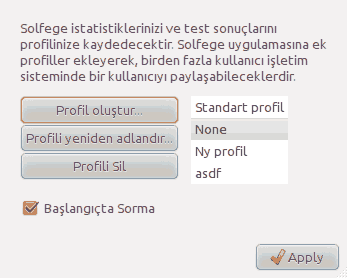 Solfege istatistiklerinizi ve test sonuçlarını
profilinize kaydedecektir. Solfege uygulamasına ek
profiller ekleyerek, birden fazla kullanıcı işletim
sisteminde bir kullanıcıyı paylaşabileceklerdir.
Profil oluştur...
Profili yeniden adlandır...
Profili Sil
Standart profil
None
Ny profil
asdf
Başlangıçta Sorma
Apply